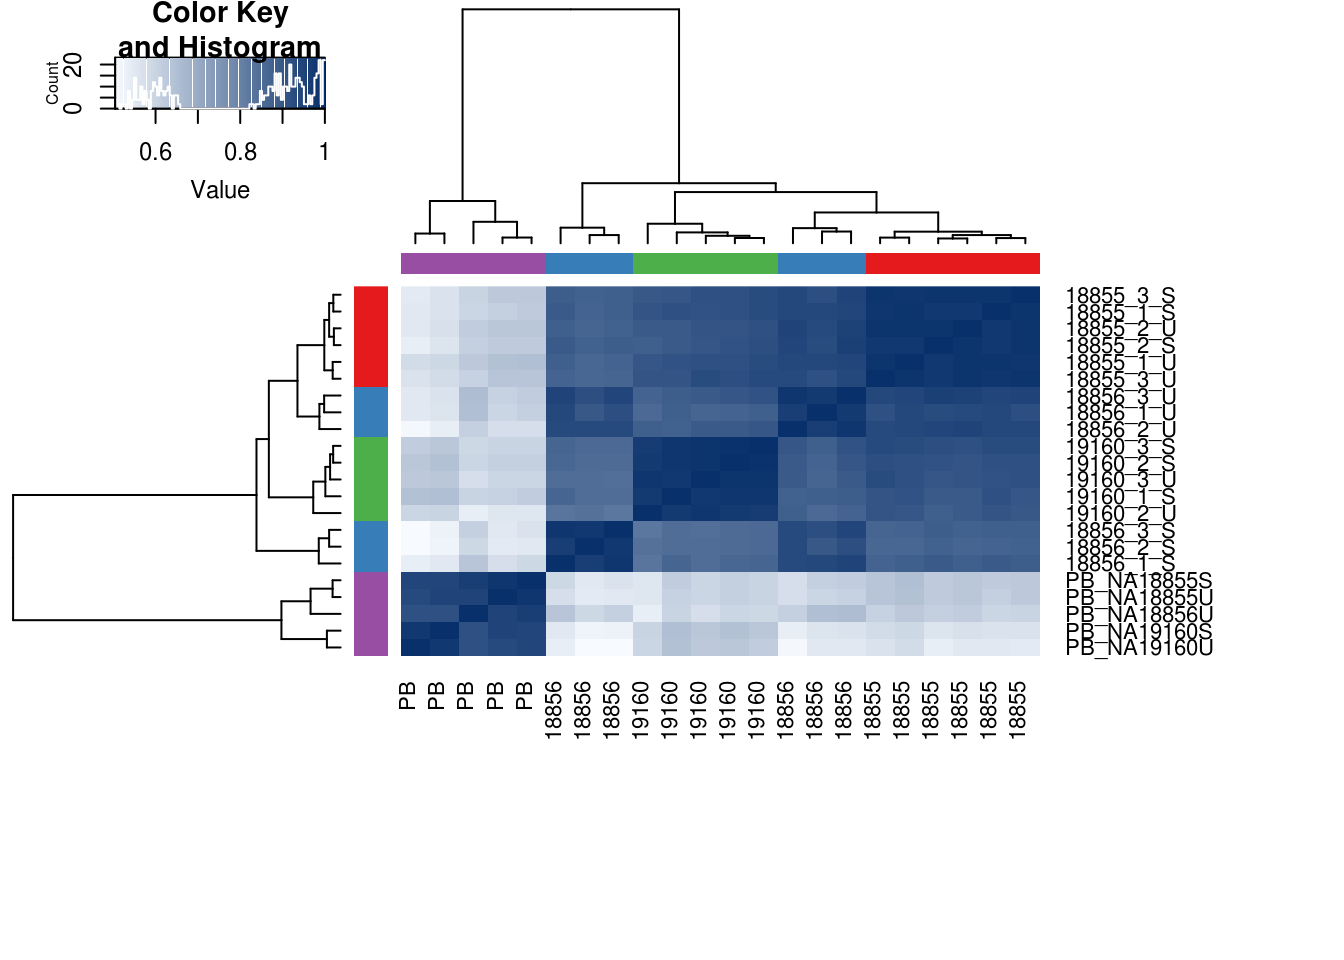 Color Key
and Histogram
Count
0 20
0.6 0.8 1
Value
18855_3_S
18855_1_S
18855_2_U
18855_2_S
18855_1_U
18855_3_U
18856_3_U
18856_1_U
18856_2_U
19160_3_S
19160_2_S
19160_3_U
19160_1_S
19160_2_U
18856_3_S
18856_2_S
18856_1_S
PB_NA18855S
PB_NA18855U
PB_NA18856U
PB_NA19160S
PB_NA19160U
PB PB PB PB PB 18856 18856 18856 19160 19160 19160 19160 19160 18856 18856 18856 18855 18855 18855 18855 18855 18855